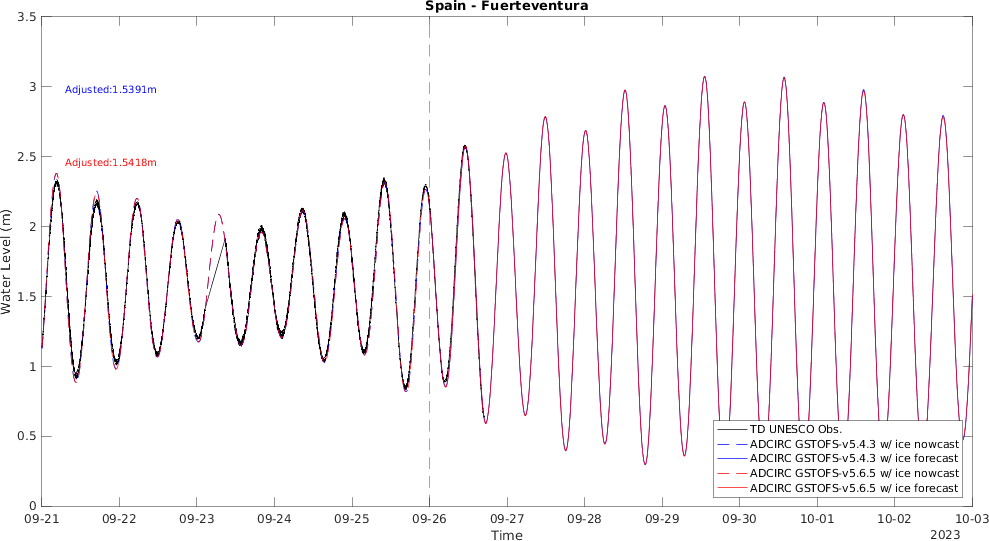 Spain - Fuerteventura
3.5
3
2.5
2
1.5
1
0.5
0
Water Level (m)
Adjusted:1.5391m
Adjusted:1.5418m
TD UNESCO Obs.
ADCIRC GSTOFS-v5.4.3 w/ ice nowcast
ADCIRC GSTOFS-v5.4.3 w/ ice forecast
ADCIRC GSTOFS-v5.6.5 w/ ice nowcast
ADCIRC GSTOFS-v5.6.5 w/ ice forecast
09-21 09-22 09-23 09-24 09-25 09-26 09-27 09-28 09-29 09-30 10-01 10-02 10-03
Time
2023